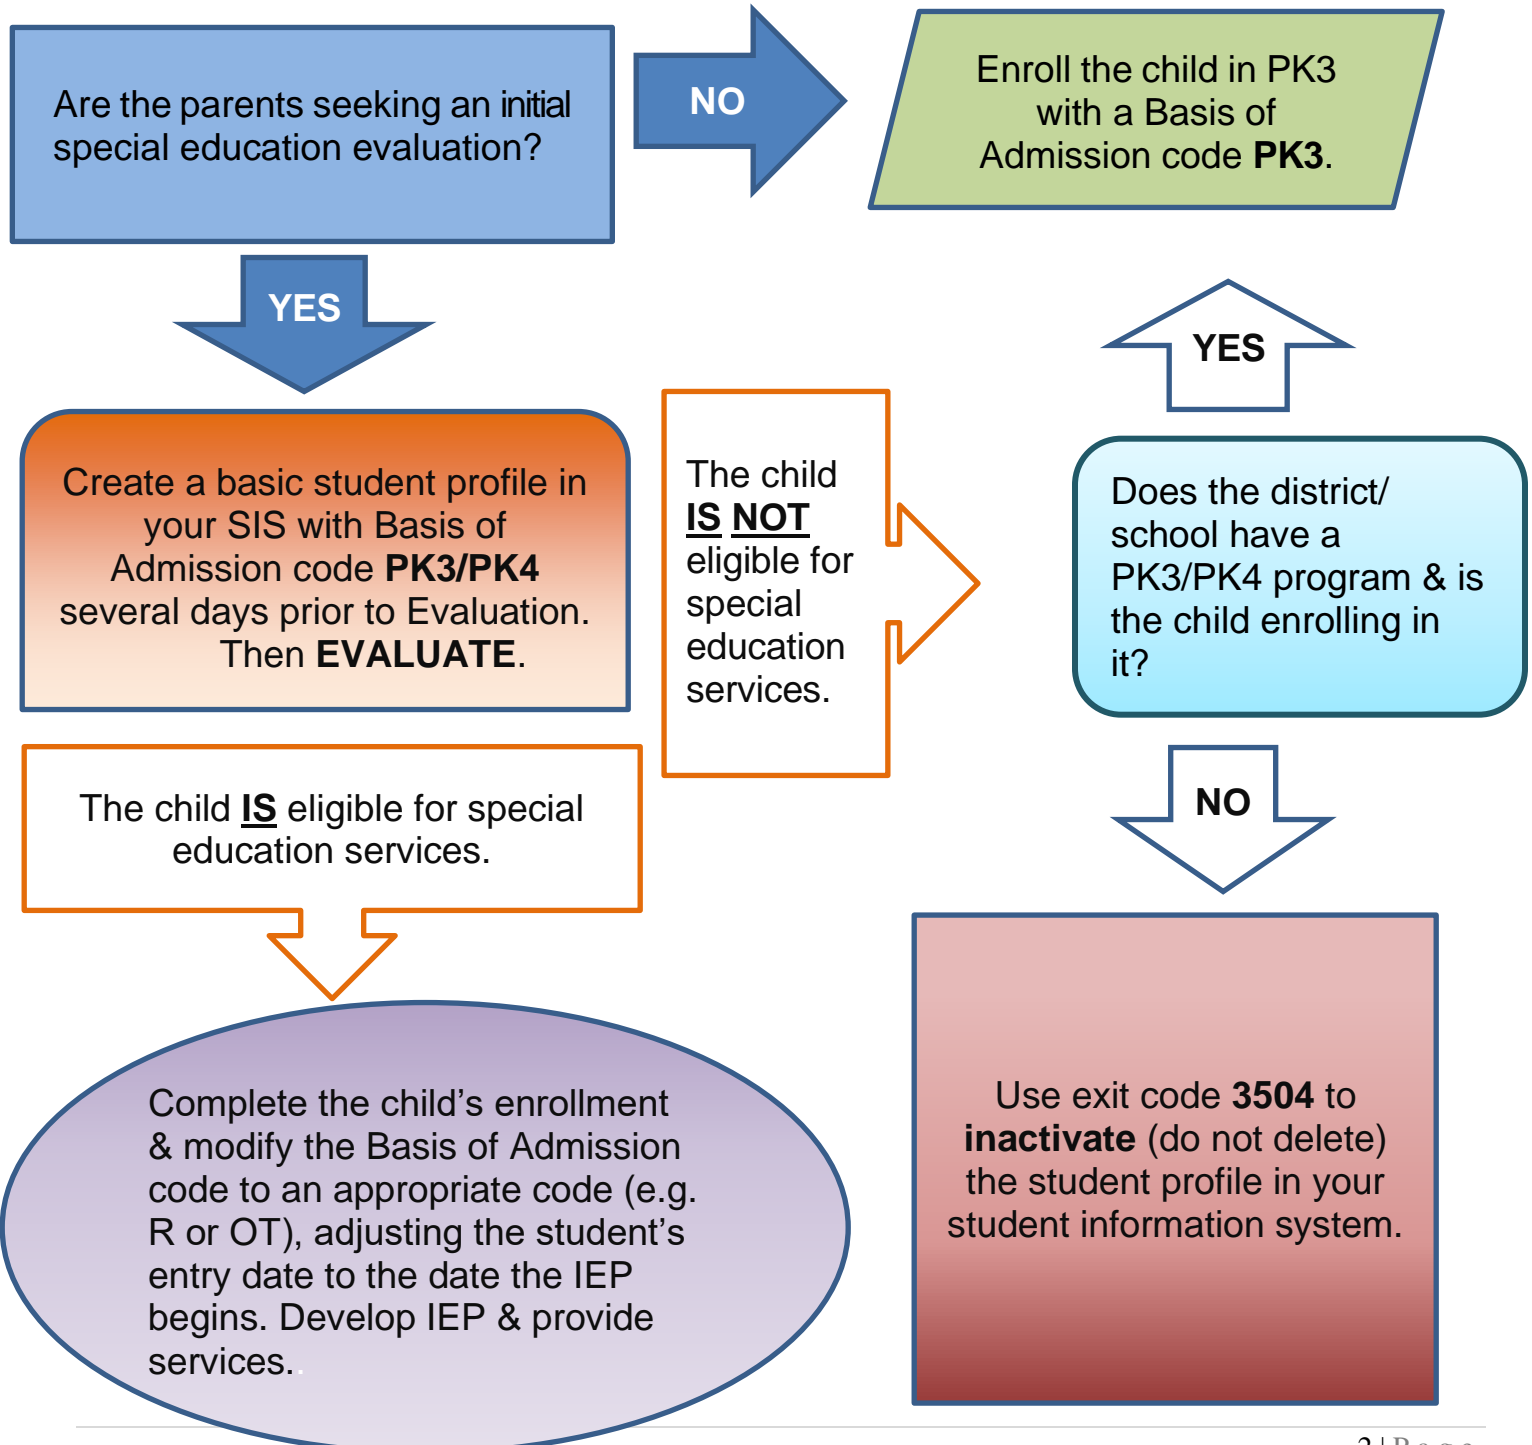 Are the parents seeking an initial
special education evaluation?
NO
Enroll the child in PK3
with a Basis of
Admission code PK3.
YES
Create a basic student profile in
your SIS with Basis of
Admission code PK3/PK4
several days prior to Evaluation.
Then EVALUATE.
The child
IS NOT
eligible for
special
education
services.
YES
Does the district/
school have a
PK3/PK4 program & is
the child enrolling in
it?
NO
The child IS eligible for special
education services.
Complete the child’s enrollment
& modify the Basis of Admission
code to an appropriate code (e.g.
R or OT), adjusting the student’s
entry date to the date the IEP
begins. Develop IEP & provide
services..
Use exit code 3504 to
inactivate (do not delete)
the student profile in your
student information system.
2 | P a g e